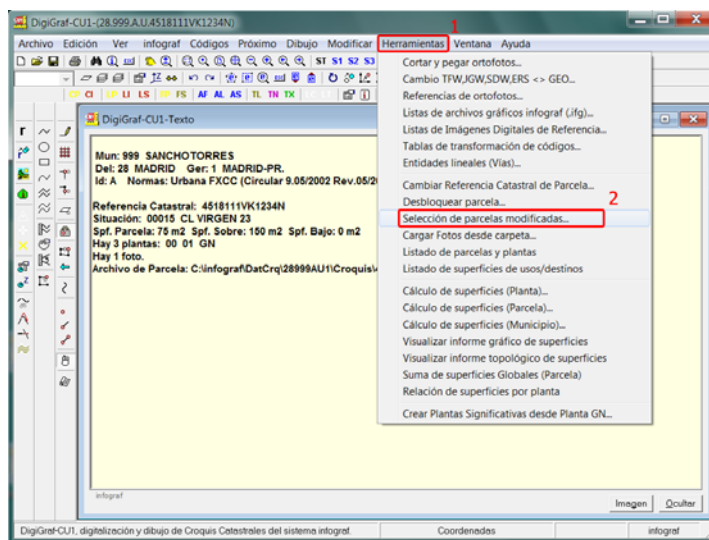 DigiGraf-CU1-(28.999.A.U.4518111VK1234N)
1
Archivo Edición Ver infograf Códigos Próximo Dibujo Modificar Herramientas Ventana Ayuda
ST S1 S2 S3
CI LI LS FS AF AL AS TL TN TX
Cortar y pegar ortofotos...
Cambio TFW,JGW,SDW,ERS <> GEO...
Referencias de ortofotos...
Listas de archivos gráficos infograf (.ifg)...
Listas de Imágenes Digitales de Referencia...
Tablas de transformación de códigos...
Entidades lineales (Vías)...
Cambiar Referencia Catastral de Parcela...
Desbloquear parcela...
2
Selección de parcelas modificadas...
Cargar Fotos desde carpeta...
Listado de parcelas y plantas
Listado de superficies de usos/destinos
Cálculo de superficies (Planta)...
Cálculo de superficies (Parcela)...
Cálculo de superficies (Municipio)...
Visualizar informe gráfico de superficies
Visualizar informe topológico de superficies
Suma de superficies Globales (Parcela)
Relación de superficies por planta
Crear Plantas Significativas desde Planta GN...
DigiGraf-CU1-Texto
Mun: 999 SANCHOTORRES
Del: 28 MADRID Ger: 1 MADRID-PR.
Id: A Normas: Urbana FXCC (Circular 9.05/2002 Rev.05/2
Referencia Catastral: 4518111VK1234N
Situación: 00015 CL VIRGEN 23
Spf. Parcela: 75 m2 Spf. Sobre: 150 m2 Spf. Bajo: 0 m2
Hay 3 plantas: 00 01 GN
Hay 1 foto.
Archivo de Parcela: C:\infograf\DatCrq\28999AU1\Croquis\
infograf
Imagen Ocultar
DigiGraf-CU1, digitalización y dibujo de Croquis Catastrales del sistema infograf. Coordenadas infograf